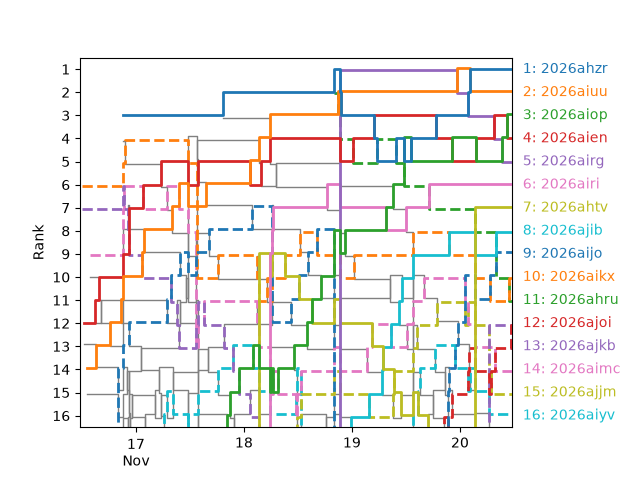 1
2
3
4
5
6
7
8
9
10
11
12
13
14
15
16
Rank
17
18
19
20
Nov
1: 2026ahzr
2: 2026aiuu
3: 2026aiop
4: 2026aien
5: 2026airg
6: 2026airi
7: 2026ahtv
8: 2026ajib
9: 2026aijo
10: 2026aikx
11: 2026ahru
12: 2026ajoi
13: 2026ajkb
14: 2026aimc
15: 2026ajjm
16: 2026aiyv